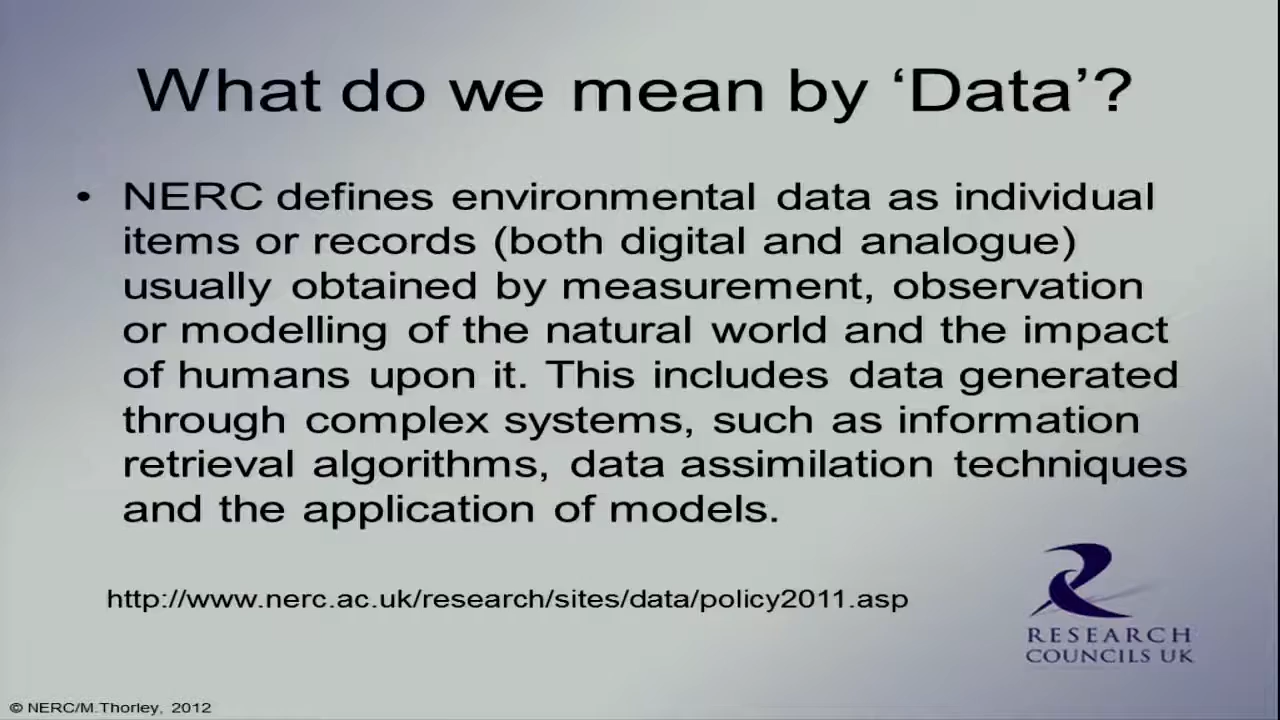 What do we mean by ‘Data’?
• NERC defines environmental data as individual
items or records (both digital and analogue)
usually obtained by measurement, observation
or modelling of the natural world and the impact
of humans upon it. This includes data generated
through complex systems, such as information
retrieval algorithms, data assimilation techniques
and the application of models.
http://www.nerc.ac.uk/research/sites/data/policy2011.asp
RESEARCH
COUNCILS UK
© NERC/M.Thorley, 2012